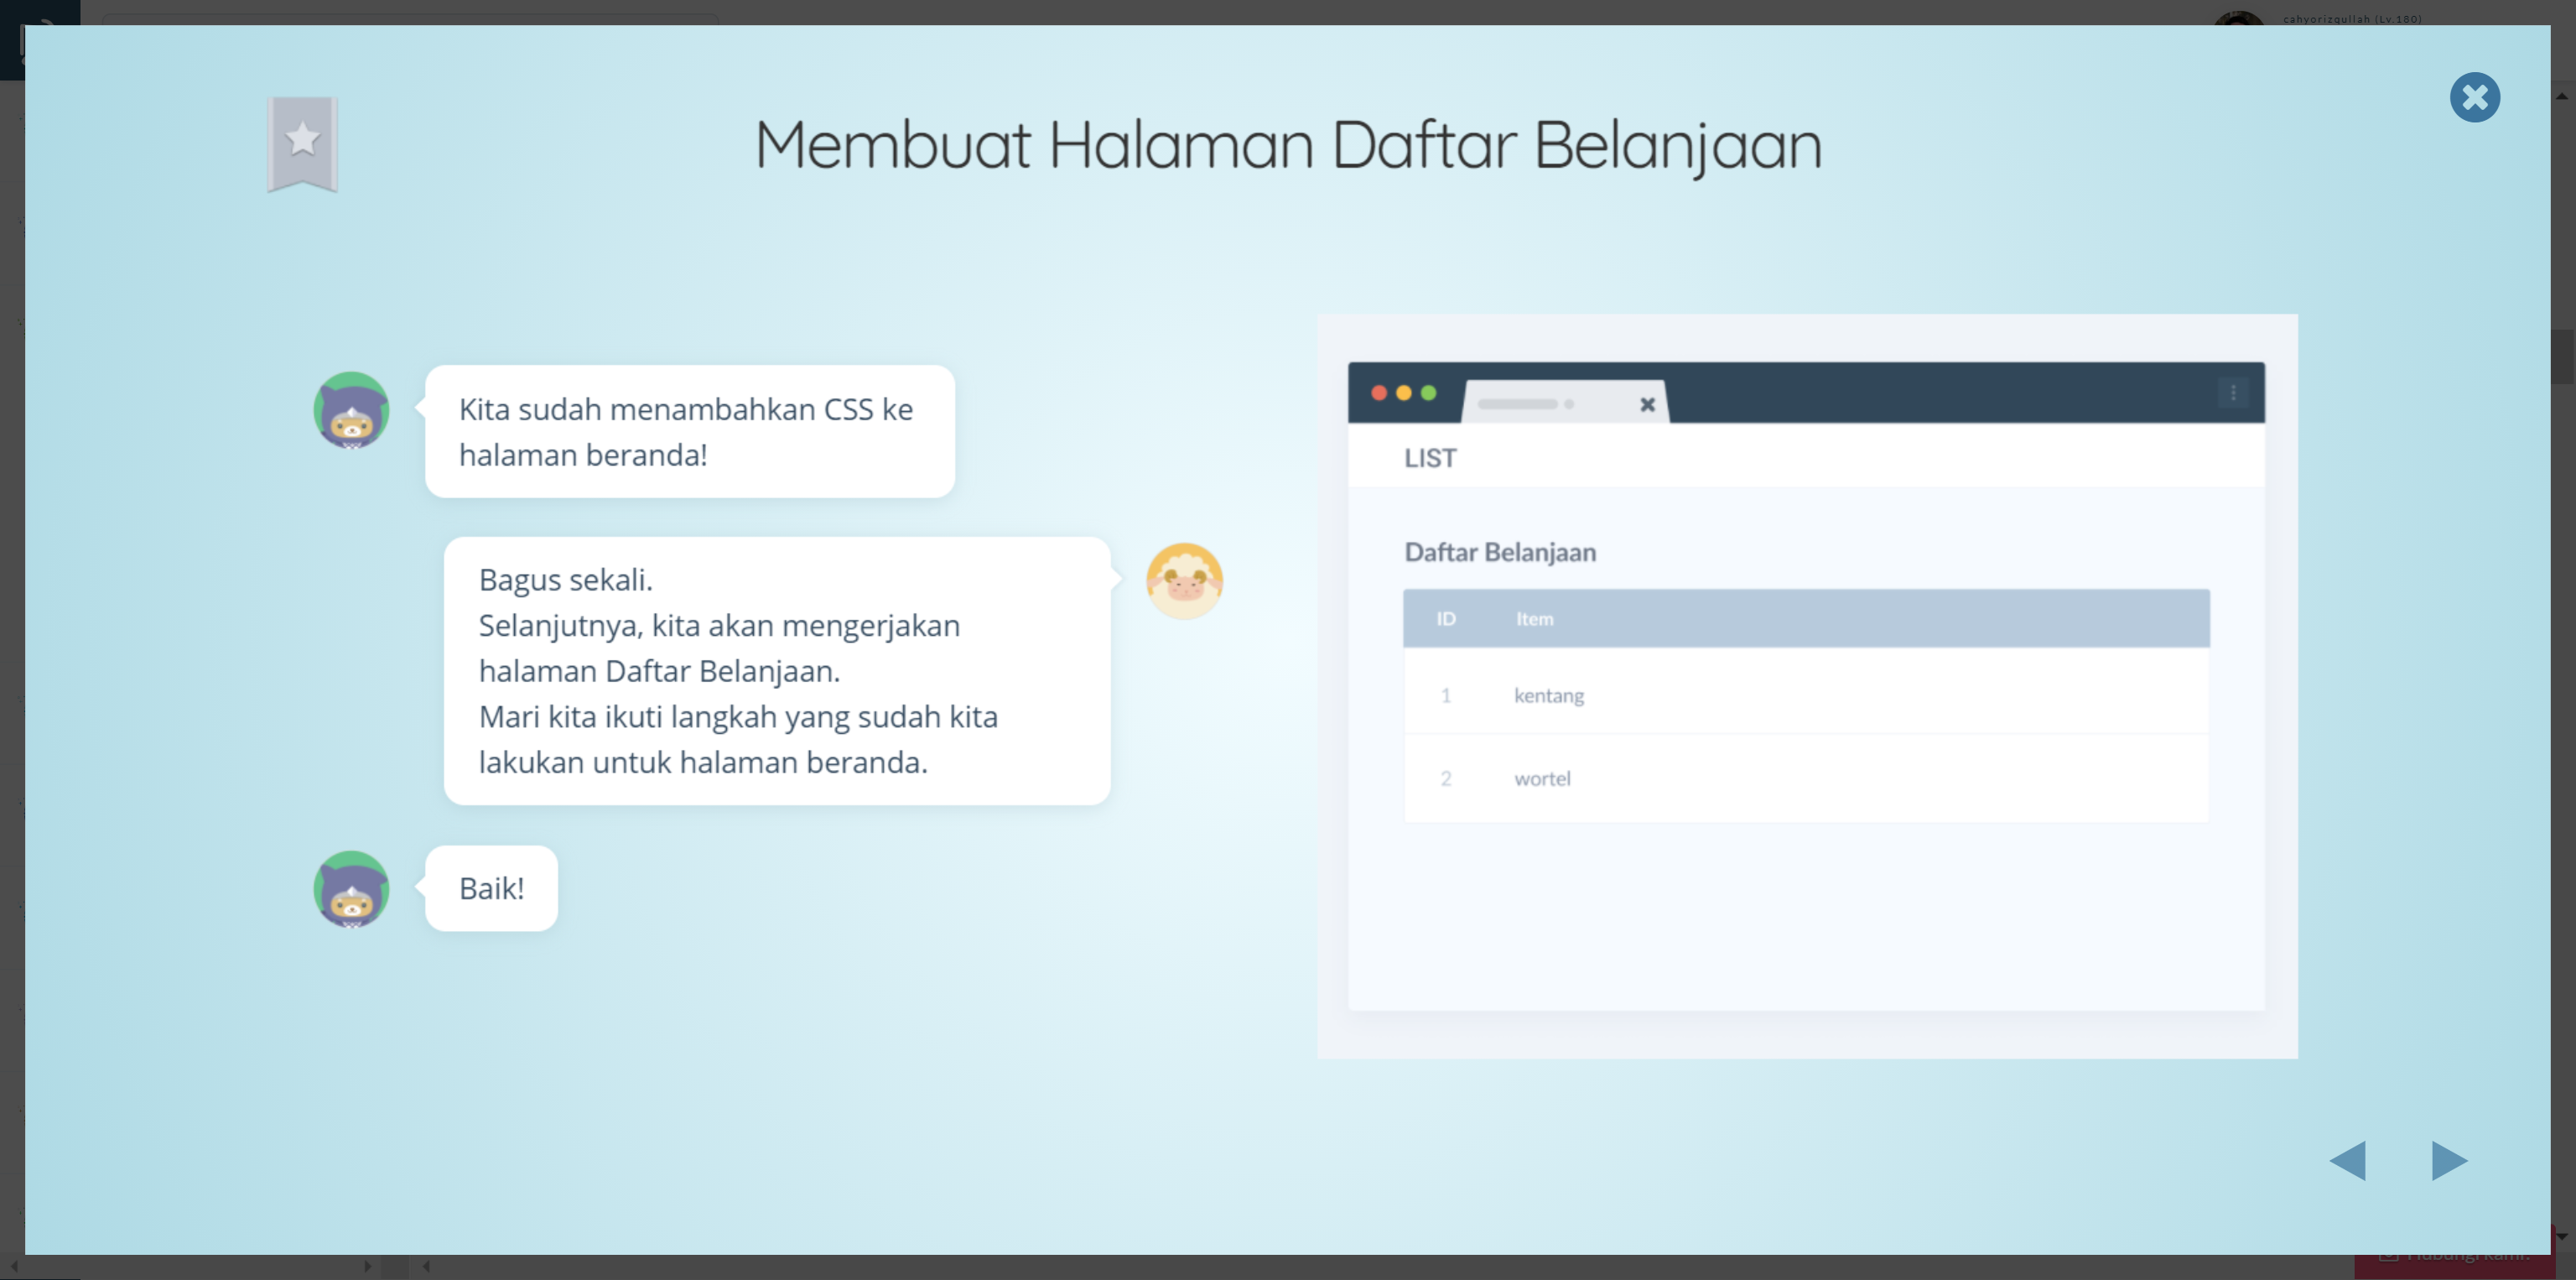 cahyorizqullah (Lv.180)
Membuat Halaman Daftar Belanjaan
Kita sudah menambahkan CSS ke
halaman beranda!
Bagus sekali.
Selanjutnya, kita akan mengerjakan
halaman Daftar Belanjaan.
Mari kita ikuti langkah yang sudah kita
lakukan untuk halaman beranda.
Baik!
LIST
Daftar Belanjaan
ID Item
1 kentang
2 wortel